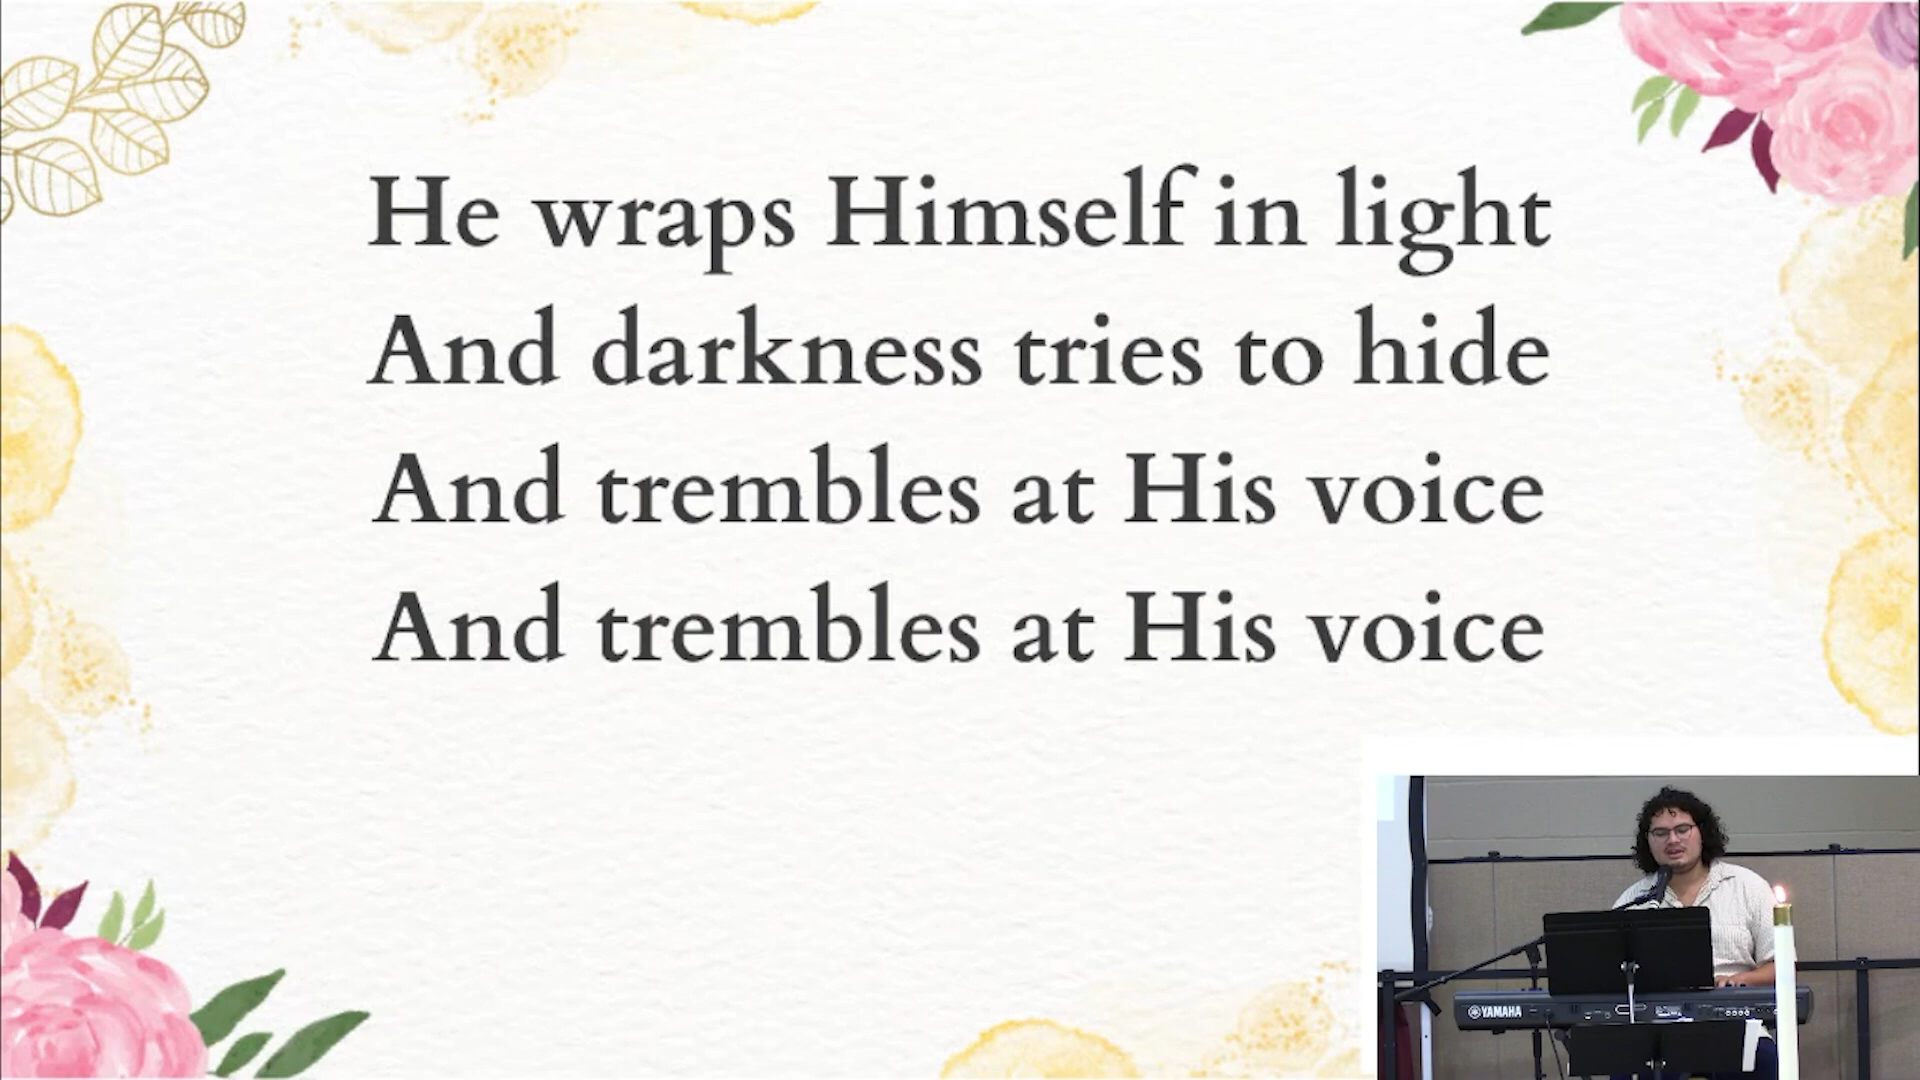 He wraps Himself in light
And darkness tries to hide
And trembles at His voice
And trembles at His voice
YAMAHA